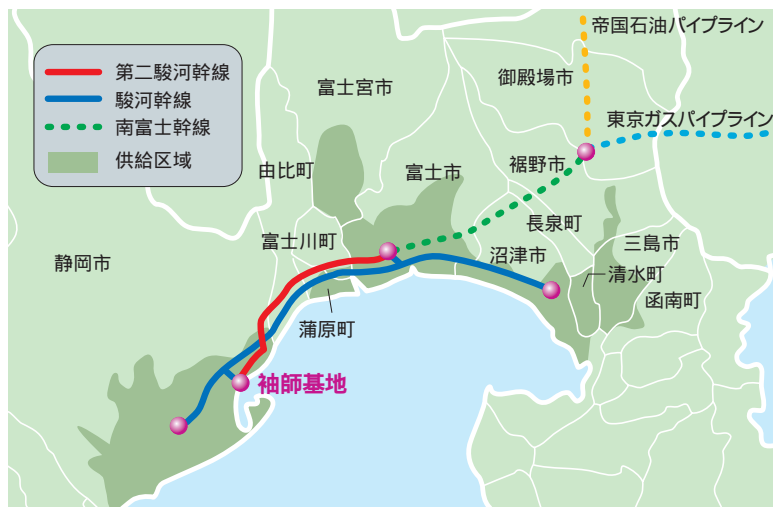 帝国石油パイプライン
第二駿河幹線
駿河幹線
南富士幹線
供給区域
富士宮市
御殿場市
東京ガスパイプライン
由比町
富士市
裾野市
長泉町
静岡市
富士川町
沼津市
三島市
清水町
函南町
蒲原町
袖師基地